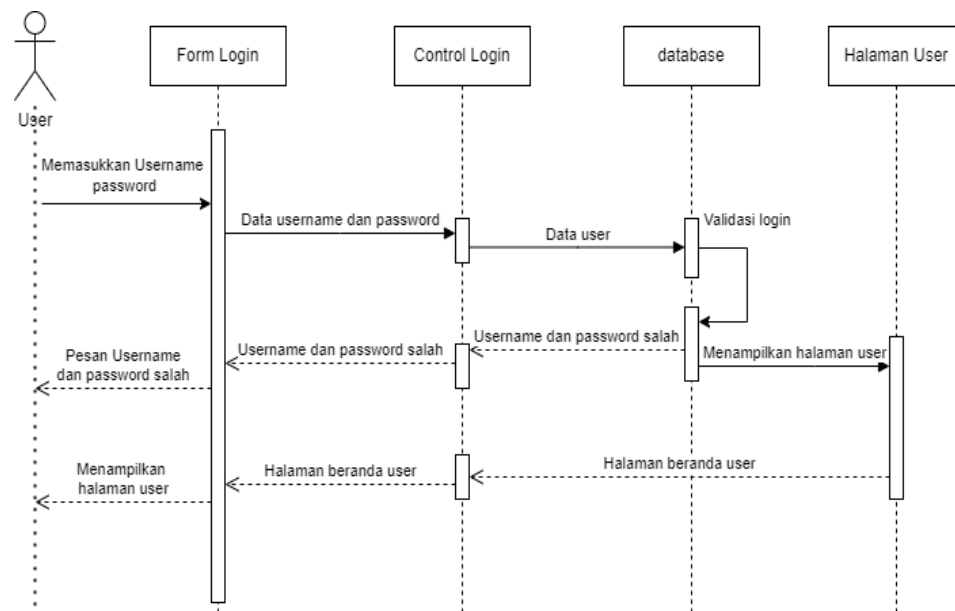 Form Login
Control Login
database
Halaman User
User
Memasukkan Username
password
Data username dan password
Data user
Validasi login
Username dan password salah
Username dan password salah
Menampilkan halaman user
Pesan Username
dan password salah
Halaman beranda user
Halaman beranda user
Menampilkan
halaman user